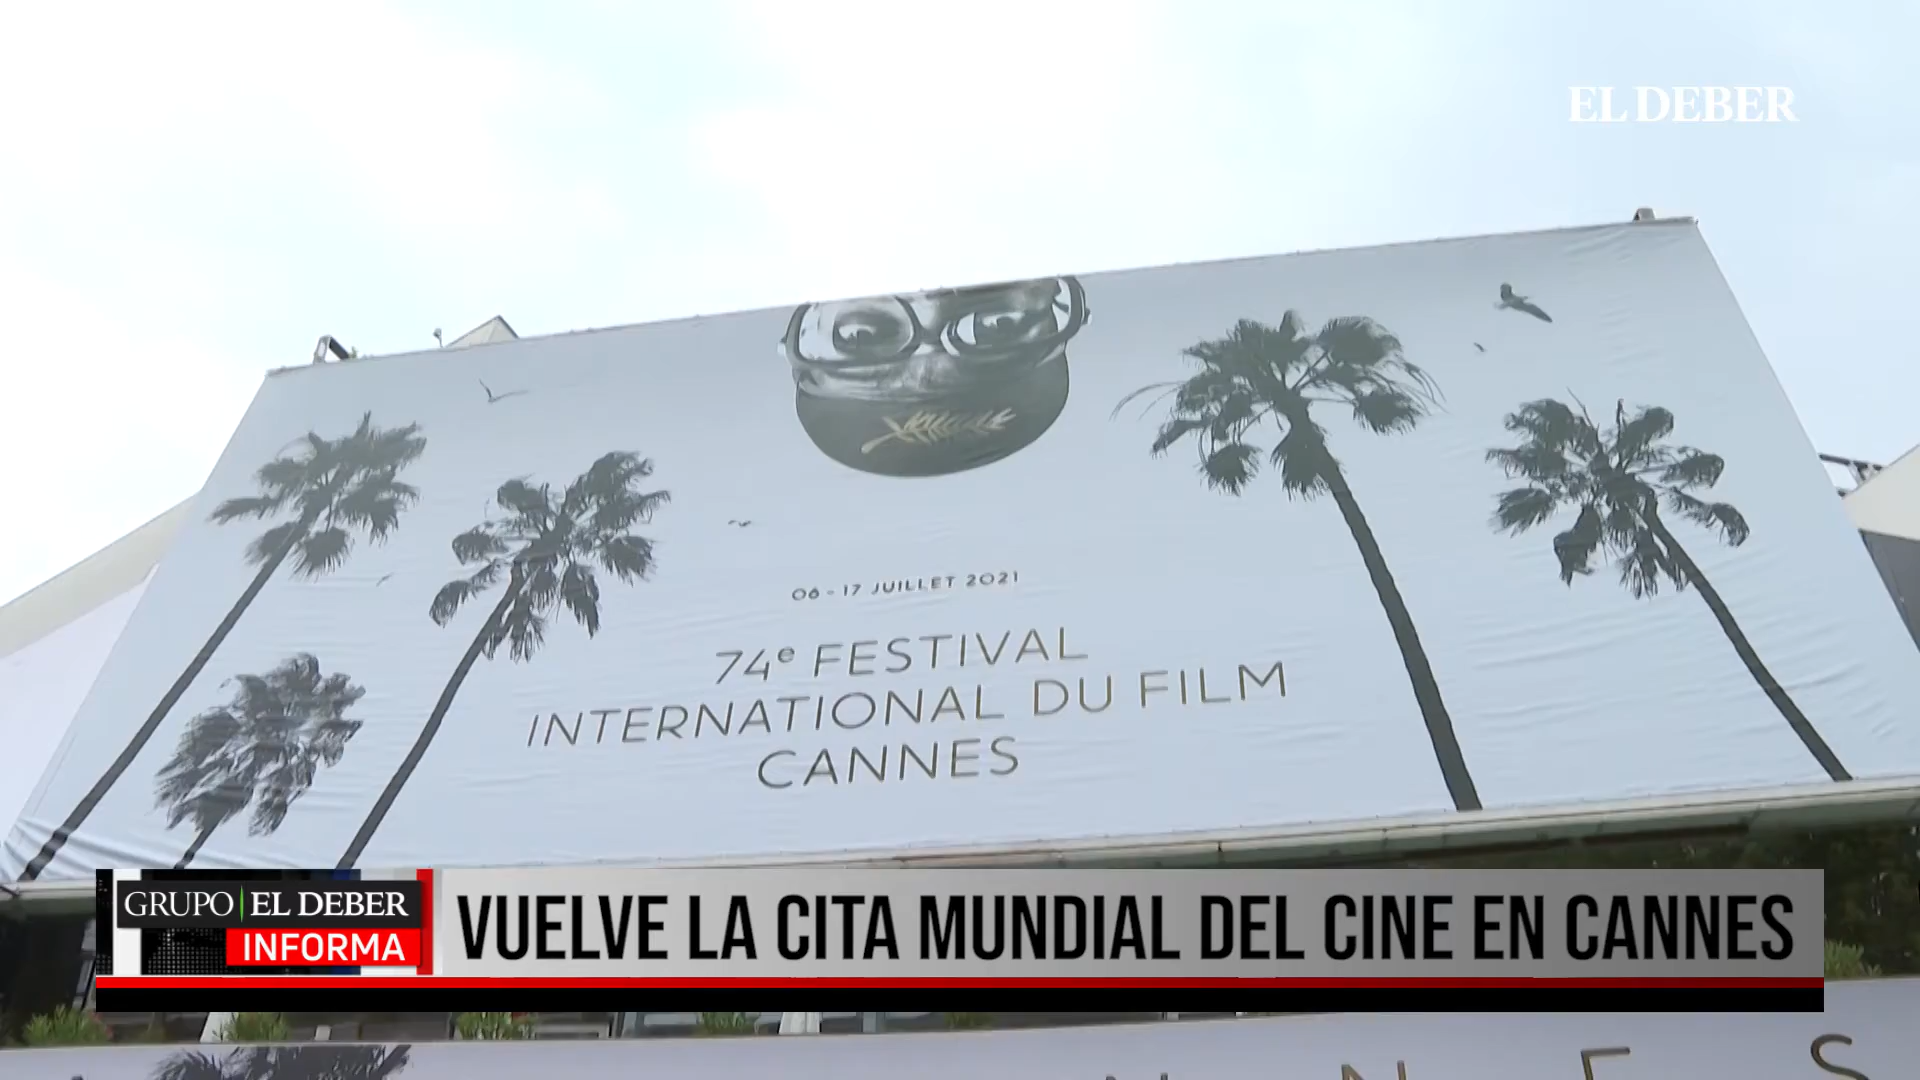 EL DEBER
06 - 17 JUILLET 2021
74e FESTIVAL
INTERNATIONAL DU FILM
CANNES
GRUPO EL DEBER
INFORMA
VUELVE LA CITA MUNDIAL DEL CINE EN CANNES
N E S